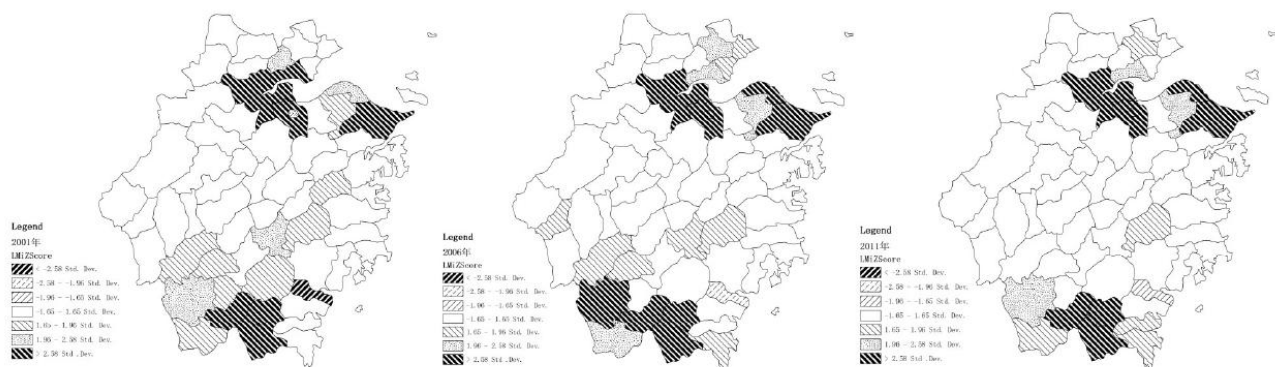 Legend
2001年
LMiZScore
< -2.58 Std. Dev.
-2.58 - -1.96 Std. Dev.
-1.96 - -1.65 Std. Dev.
-1.65 - 1.65 Std. Dev.
1.65 - 1.96 Std. Dev.
1.96 - 2.58 Std. Dev.
> 2.58 Std .Dev.
Legend
2006年
LMiZScore
< -2.58 Std. Dev.
-2.58 - -1.96 Std. Dev.
-1.96 - -1.65 Std. Dev.
-1.65 - 1.65 Std. Dev.
1.65 - 1.96 Std. Dev.
1.96 - 2.58 Std. Dev.
> 2.58 Std .Dev.
Legend
2011年
LMiZScore
< -2.58 Std. Dev.
-2.58 - -1.96 Std. Dev.
-1.96 - -1.65 Std. Dev.
-1.65 - 1.65 Std. Dev.
1.65 - 1.96 Std. Dev.
1.96 - 2.58 Std. Dev.
> 2.58 Std .Dev.